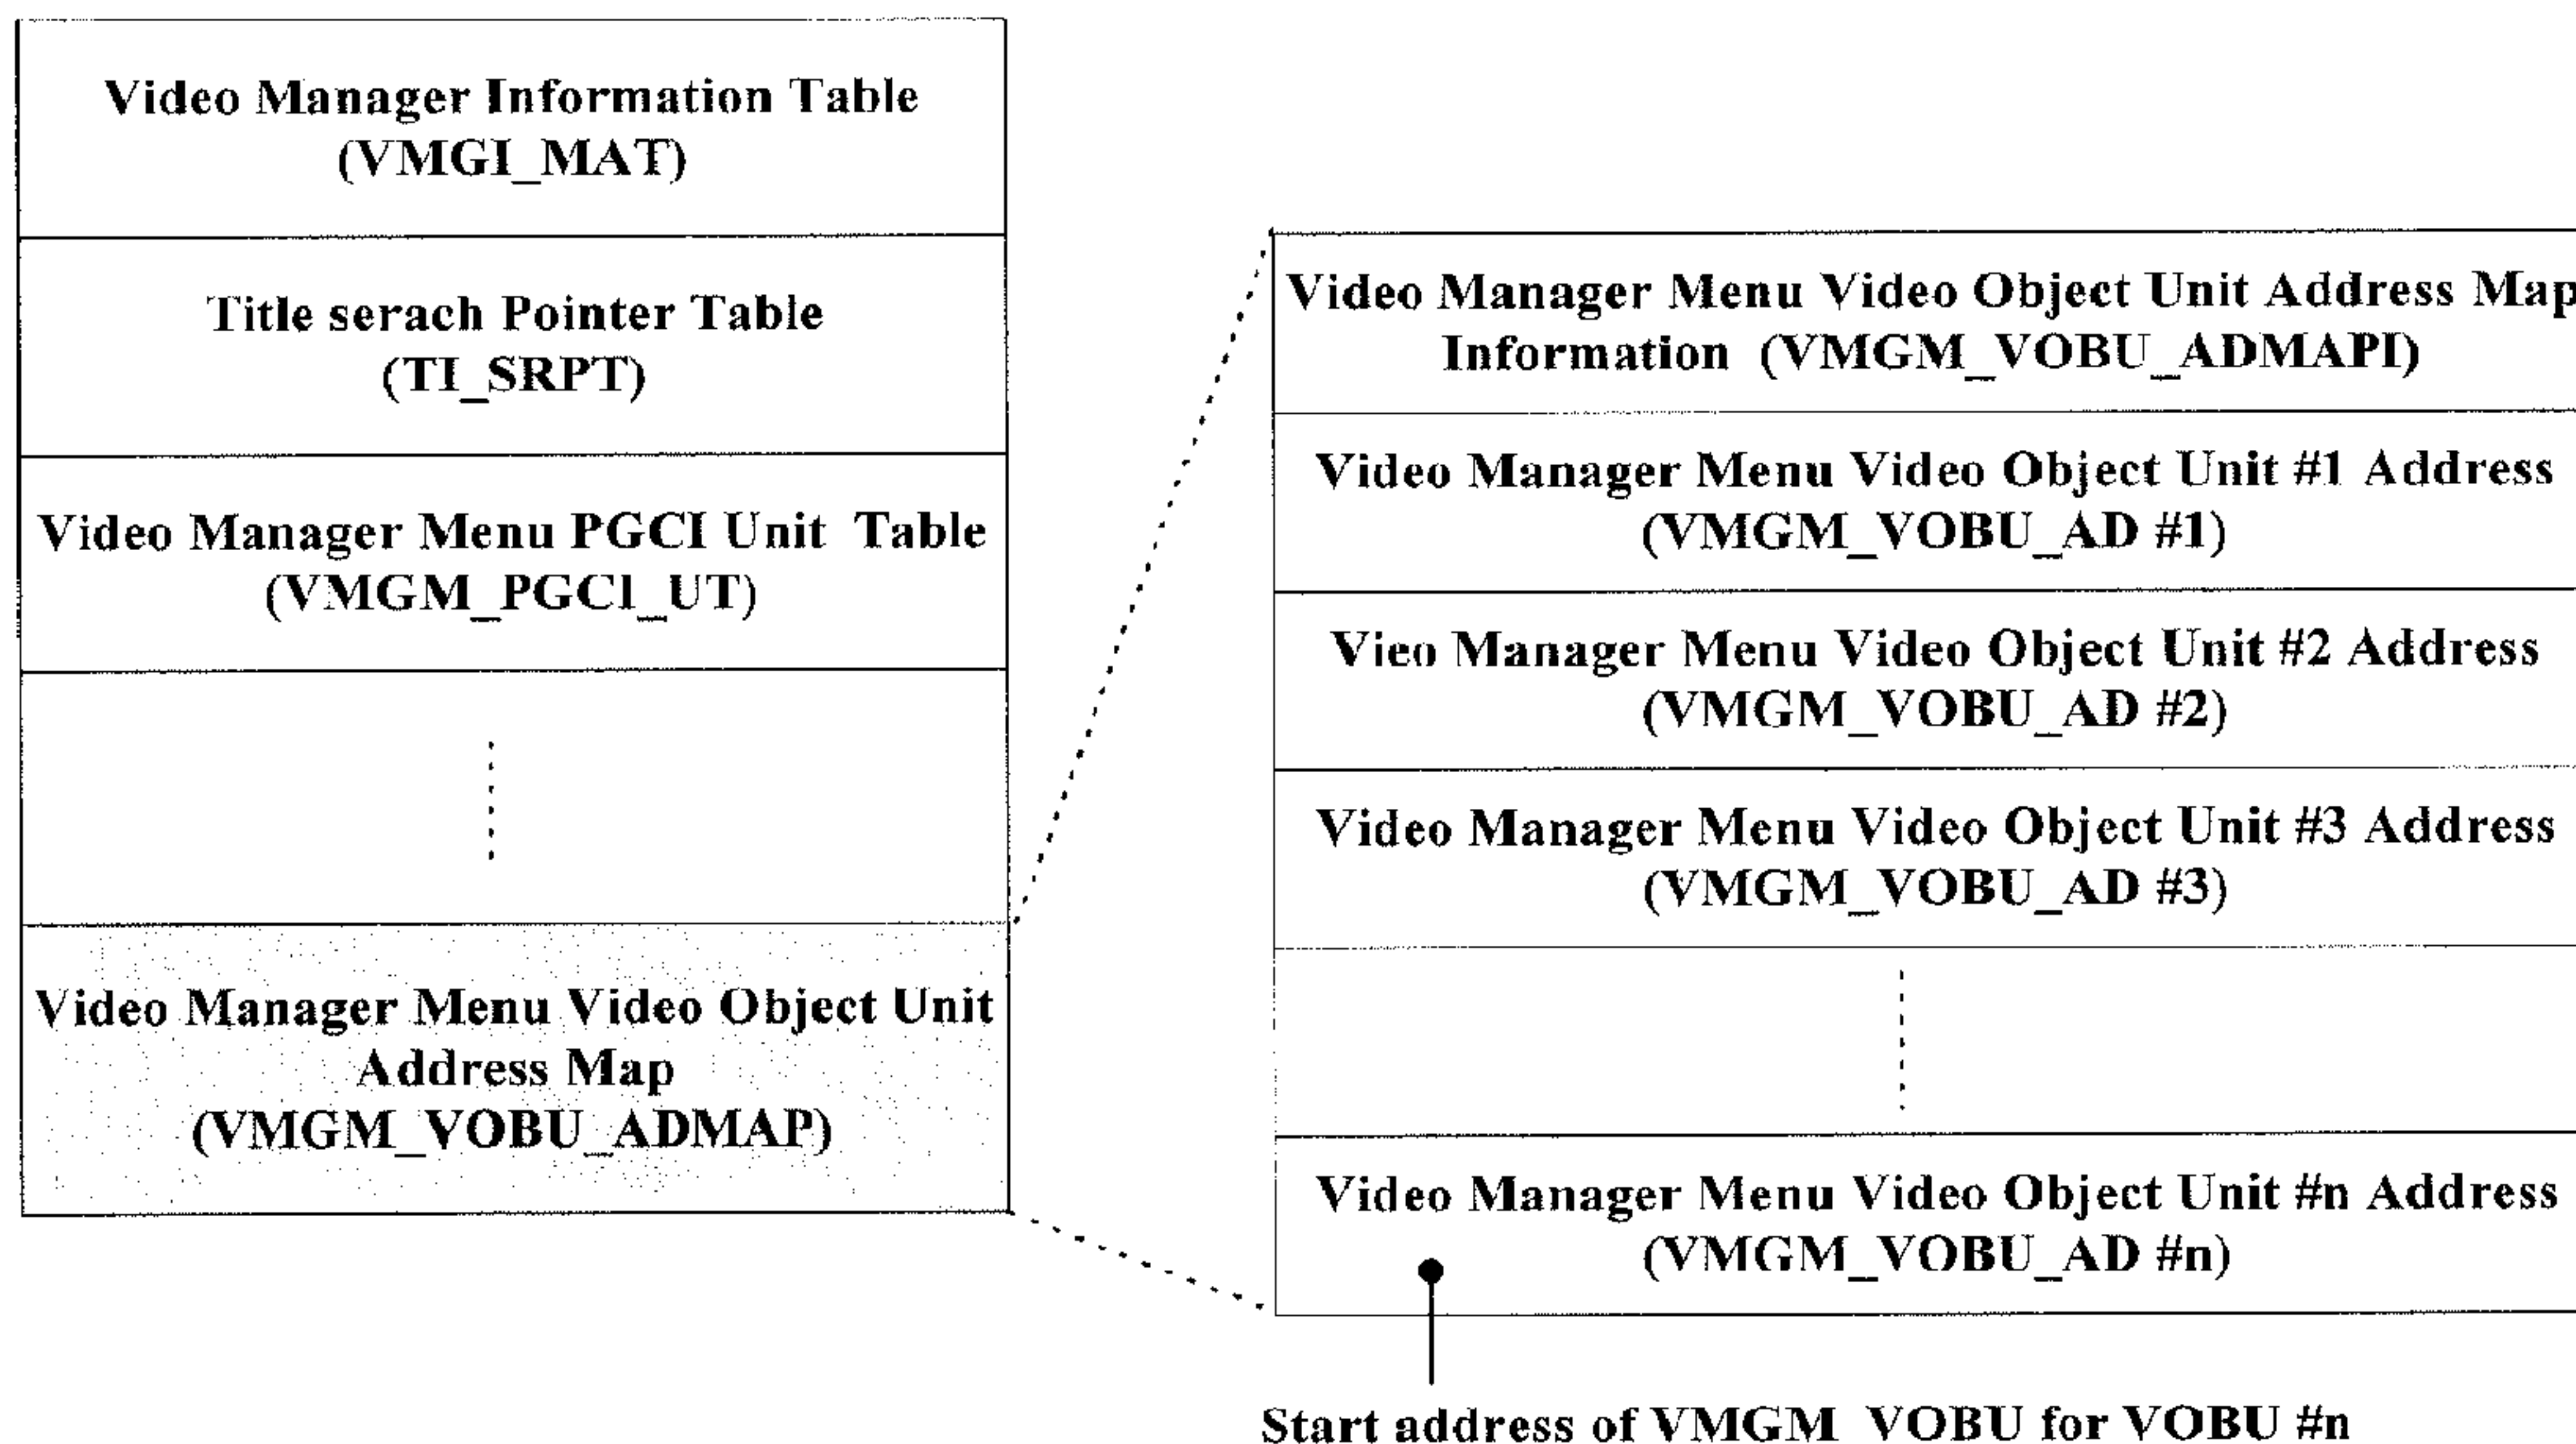 Video Manager Information Table
(VMGI_MAT)
Title serach Pointer Table
(TI_SRPT)
Video Manager Menu PGCI Unit Table
(VMGM_PGCI_UT)
Video Manager Menu Video Object Unit
Address Map
(VMGM_VOBU_ADMAP)
Video Manager Menu Video Object Unit Address Map
Information (VMGM_VOBU_ADMAPI)
Video Manager Menu Video Object Unit #1 Address
(VMGM_VOBU_AD #1)
Vieo Manager Menu Video Object Unit #2 Address
(VMGM_VOBU_AD #2)
Video Manager Menu Video Object Unit #3 Address
(VMGM_VOBU_AD #3)
Video Manager Menu Video Object Unit #n Address
(VMGM_VOBU_AD #n)
Start address of VMGM_VOBU for VOBU #n